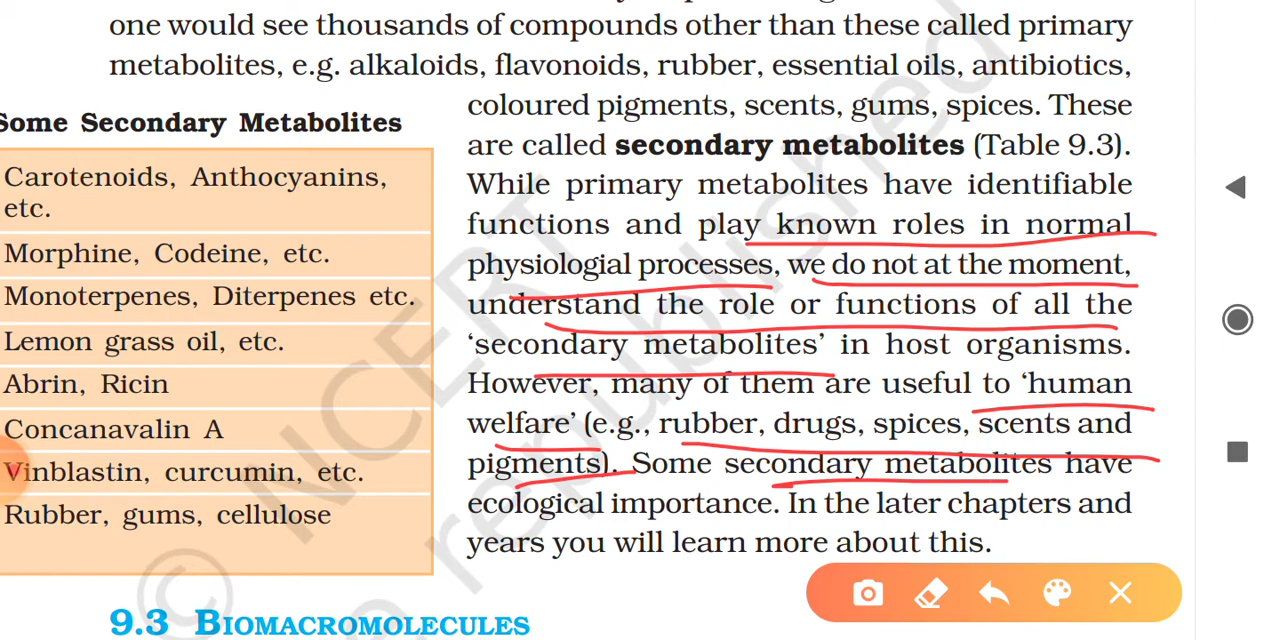 one would see thousands of compounds other than these called primary
metabolites, e.g. alkaloids, flavonoids, rubber, essential oils, antibiotics,
coloured pigments, scents, gums, spices. These
are called secondary metabolites (Table 9.3).
While primary metabolites have identifiable
functions and play known roles in normal
physiologial processes, we do not at the moment,
understand the role or functions of all the
‘secondary metabolites’ in host organisms.
However, many of them are useful to ‘human
welfare’ (e.g., rubber, drugs, spices, scents and
pigments). Some secondary metabolites have
ecological importance. In the later chapters and
years you will learn more about this.
Some Secondary Metabolites
Carotenoids, Anthocyanins,
etc.
Morphine, Codeine, etc.
Monoterpenes, Diterpenes etc.
Lemon grass oil, etc.
Abrin, Ricin
Concanavalin A
Vinblastin, curcumin, etc.
Rubber, gums, cellulose
9.3 BIOMACROMOLECULES
© NCERT
republished